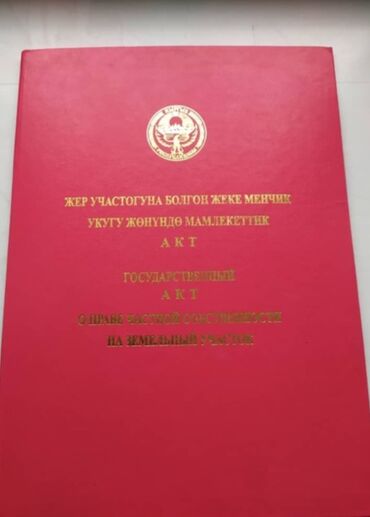 ЖЕР УЧАСТОГУНА БОЛГОН ЖЕКЕ МЕНЧИК
УКУГУ ЖӨНҮНДӨ МАМЛЕКЕТТИК
АКТ
ГОСУДАРСТВЕННЫЙ
АКТ
О ПРАВЕ ЧАСТНОЙ СОБСТВЕННОСТИ
НА ЗЕМЕЛЬНЫЙ УЧАСТОК